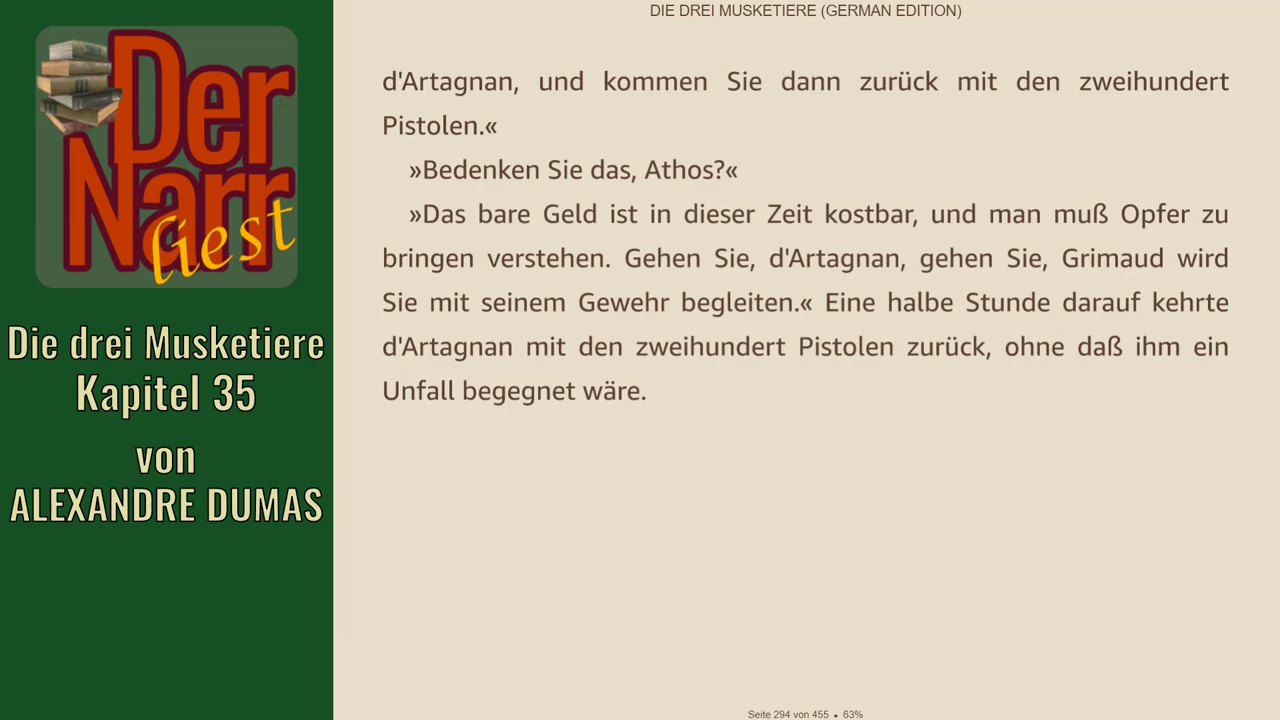 Der
Narr
liest
Die drei Musketiere
Kapitel 35
von
ALEXANDRE DUMAS
DIE DREI MUSKETIERE (GERMAN EDITION)
d'Artagnan, und kommen Sie dann zurück mit den zweihundert
Pistolen.«
»Bedenken Sie das, Athos?«
»Das bare Geld ist in dieser Zeit kostbar, und man muß Opfer zu
bringen verstehen. Gehen Sie, d'Artagnan, gehen Sie, Grimaud wird
Sie mit seinem Gewehr begleiten.« Eine halbe Stunde darauf kehrte
d'Artagnan mit den zweihundert Pistolen zurück, ohne daß ihm ein
Unfall begegnet wäre.
Seite 294 von 455 • 63%